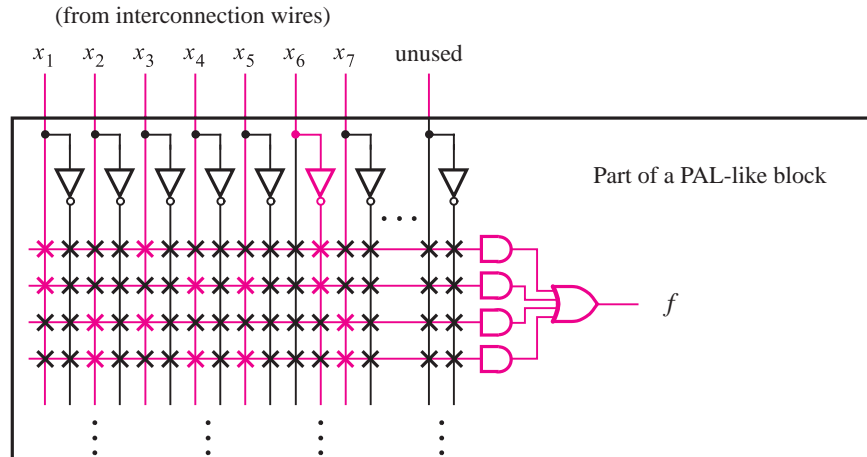 (from interconnection wires)
x₁ x₂ x₃ x₄ x₅ x₆ x₇ unused
Part of a PAL-like block
f